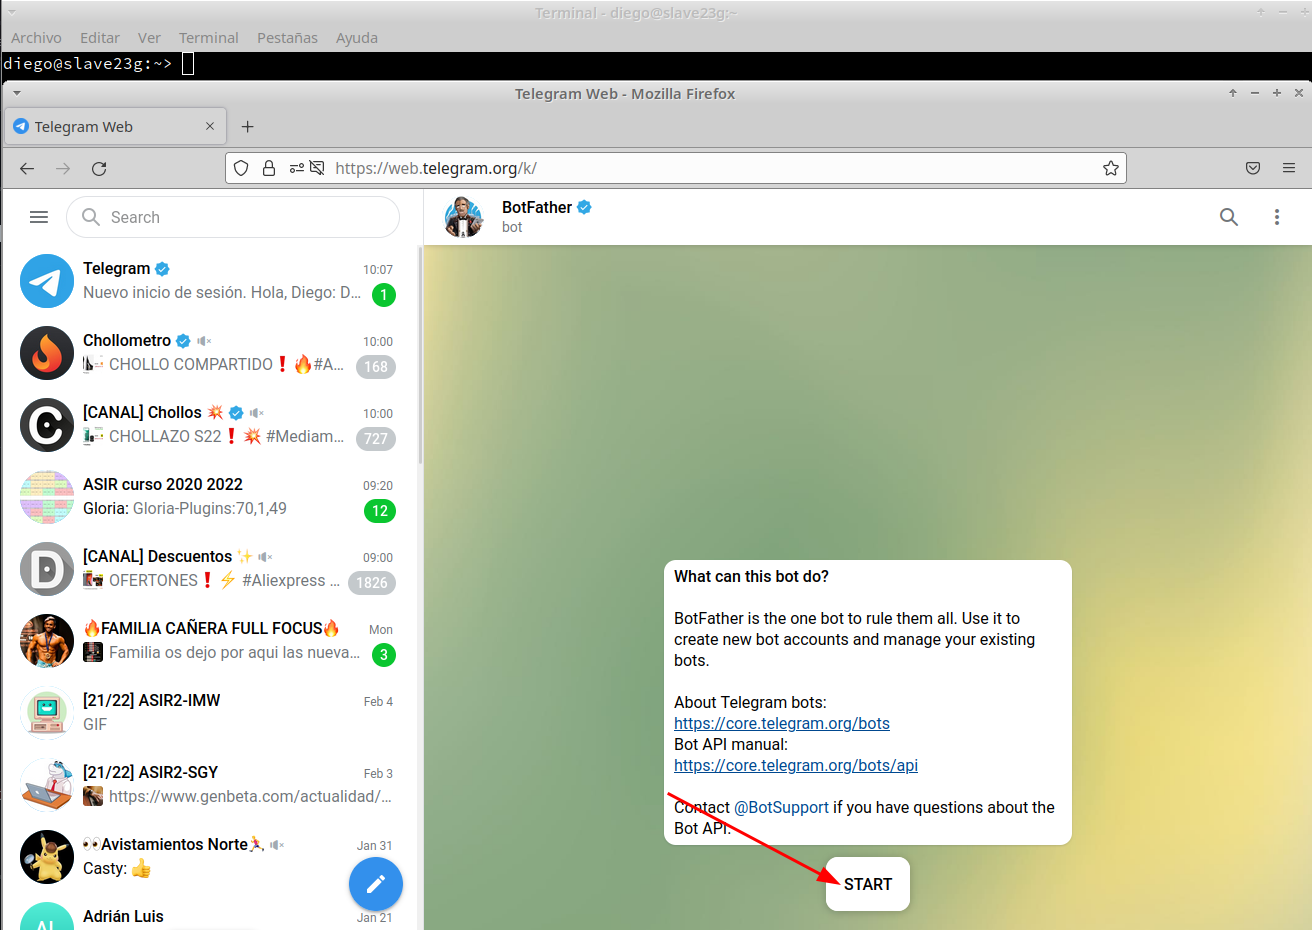 Terminal - diego@slave23g:~
Archivo Editar Ver Terminal Pestañas Ayuda
diego@slave23g:~>
Telegram Web - Mozilla Firefox
Telegram Web
https://web.telegram.org/k/
Search
Telegram 10:07
Nuevo inicio de sesión. Hola, Diego: D... 1
Chollometro 10:00
CHOLLO COMPARTIDO❗🔥#A... 168
[CANAL] Chollos 💥 10:00
CHOLLAZO S22❗💥 #Mediam... 727
ASIR curso 2020 2022 09:20
Gloria: Gloria-Plugins:70,1,49 12
[CANAL] Descuentos ✨ 09:00
OFERTONES❗⚡ #Aliexpress ... 1826
🔥FAMILIA CAÑERA FULL FOCUS🔥 Mon
Familia os dejo por aqui las nueva... 3
[21/22] ASIR2-IMW Feb 4
GIF
[21/22] ASIR2-SGY Feb 3
https://www.genbeta.com/actualidad/...
👀Avistamientos Norte🏃 Jan 31
Casty: 👍
Adrián Luis Jan 21
AL
BotFather
bot
What can this bot do?
BotFather is the one bot to rule them all. Use it to
create new bot accounts and manage your existing
bots.
About Telegram bots:
https://core.telegram.org/bots
Bot API manual:
https://core.telegram.org/bots/api
Contact @BotSupport if you have questions about the
Bot API.
START